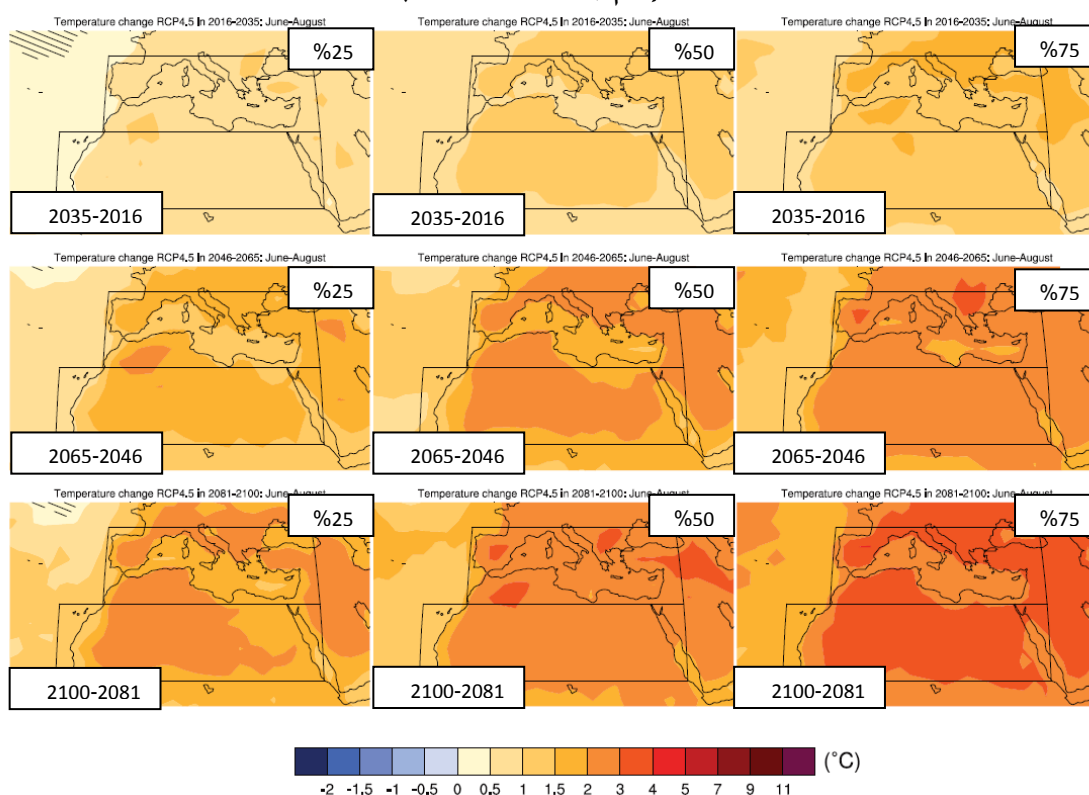 Temperature change RCP4.5 in 2016-2035: June-August
%25
2035-2016
Temperature change RCP4.5 in 2016-2035: June-August
%50
2035-2016
Temperature change RCP4.5 in 2016-2035: June-August
%75
2035-2016
Temperature change RCP4.5 in 2046-2065: June-August
%25
2065-2046
Temperature change RCP4.5 in 2046-2065: June-August
%50
2065-2046
Temperature change RCP4.5 in 2046-2065: June-August
%75
2065-2046
Temperature change RCP4.5 in 2081-2100: June-August
%25
2100-2081
Temperature change RCP4.5 in 2081-2100: June-August
%50
2100-2081
Temperature change RCP4.5 in 2081-2100: June-August
%75
2100-2081
(°C)
-2 -1.5 -1 -0.5 0 0.5 1 1.5 2 3 4 5 7 9 11